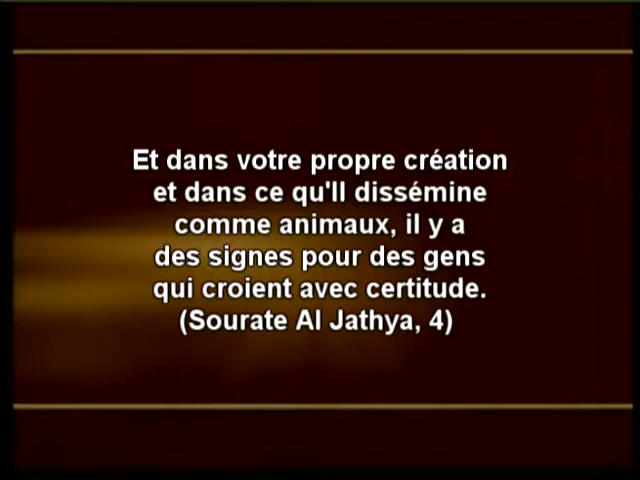 Et dans votre propre création
et dans ce qu'Il dissémine
comme animaux, il y a
des signes pour des gens
qui croient avec certitude.
(Sourate Al Jathya, 4)